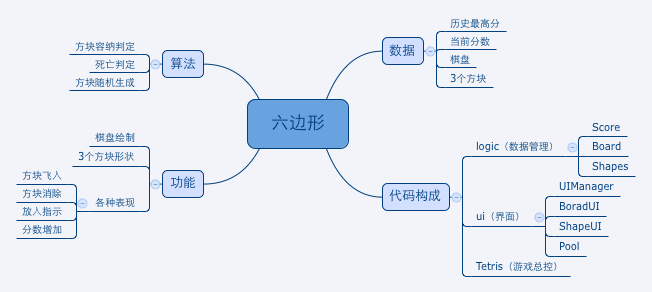 六边形
算法
方块容纳判定
死亡判定
方块随机生成
功能
棋盘绘制
3个方块形状
各种表现
方块飞入
方块消除
放入指示
分数增加
数据
历史最高分
当前分数
棋盘
3个方块
代码构成
logic（数据管理）
Score
Board
Shapes
ui（界面）
UIManager
BoradUI
ShapeUI
Pool
Tetris（游戏总控）